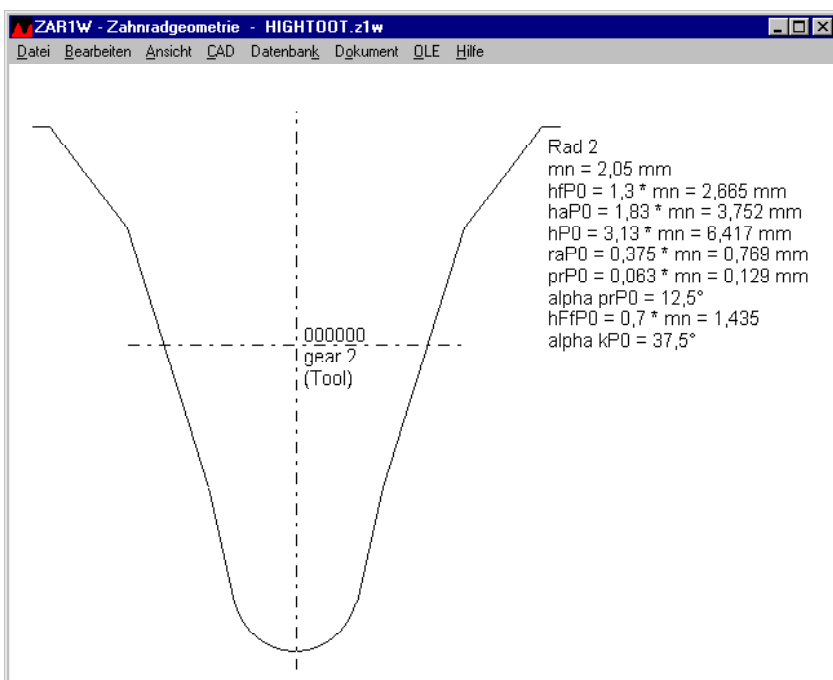 ZAR1W - Zahnradgeometrie - HIGHTOOT.z1w
Datei Bearbeiten Ansicht CAD Datenbank Dokument OLE Hilfe
Rad 2
mn = 2,05 mm
hfP0 = 1,3 * mn = 2,665 mm
haP0 = 1,83 * mn = 3,752 mm
hP0 = 3,13 * mn = 6,417 mm
raP0 = 0,375 * mn = 0,769 mm
prP0 = 0,063 * mn = 0,129 mm
alpha prP0 = 12,5°
hFfP0 = 0,7 * mn = 1,435
alpha kP0 = 37,5°
000000
gear 2
(Tool)